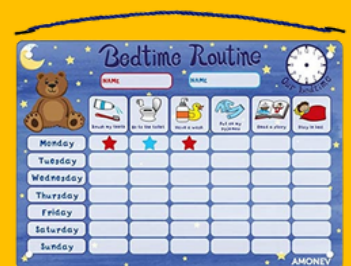 Bedtime Routine
NAME
NAME
Our bedtime
Brush my teeth
Go to the toilet
Have a wash
Put on my pyjamas
Read a story
Stay in bed
Monday
Tuesday
Wednesday
Thursday
Friday
Saturday
Sunday
AMONEV